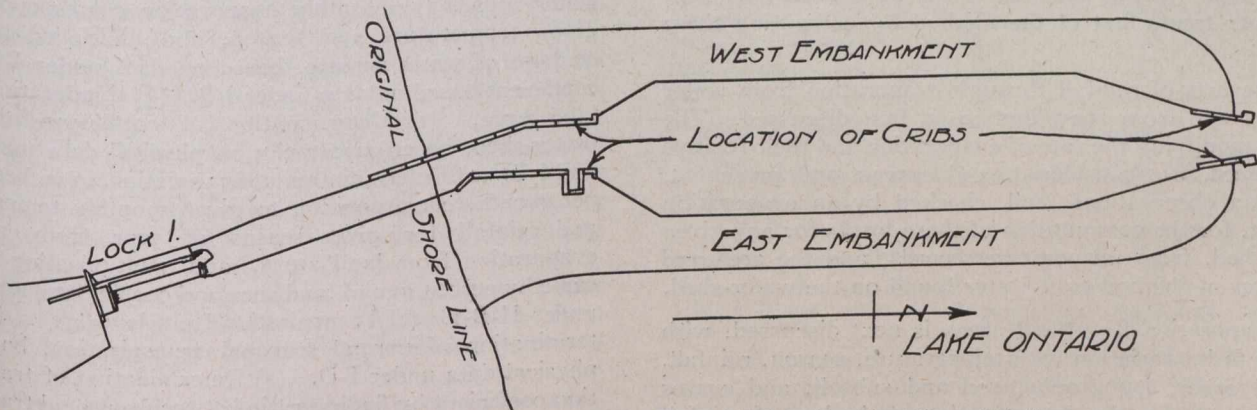 ORIGINAL SHORE LINE
WEST EMBANKMENT
LOCATION OF CRIBS
LOCK 1.
EAST EMBANKMENT
N
LAKE ONTARIO